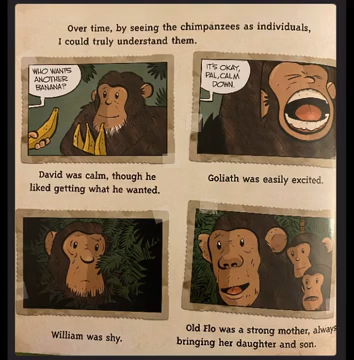 Over time, by seeing the chimpanzees as individuals,
I could truly understand them.
WHO WANTS
ANOTHER
BANANA?
IT'S OKAY,
PAL, CALM
DOWN.
David was calm, though he
liked getting what he wanted.
Goliath was easily excited.
William was shy.
Old Flo was a strong mother, always
bringing her daughter and son.